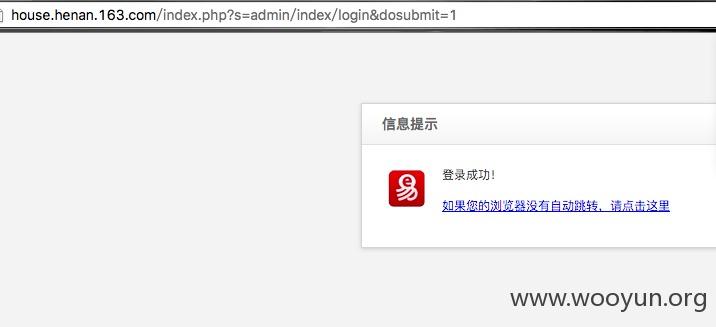 house.henan.163.com/index.php?s=admin/index/login&dosubmit=1
信息提示
易
登录成功！
如果您的浏览器没有自动跳转，请点击这里
www.wooyun.org